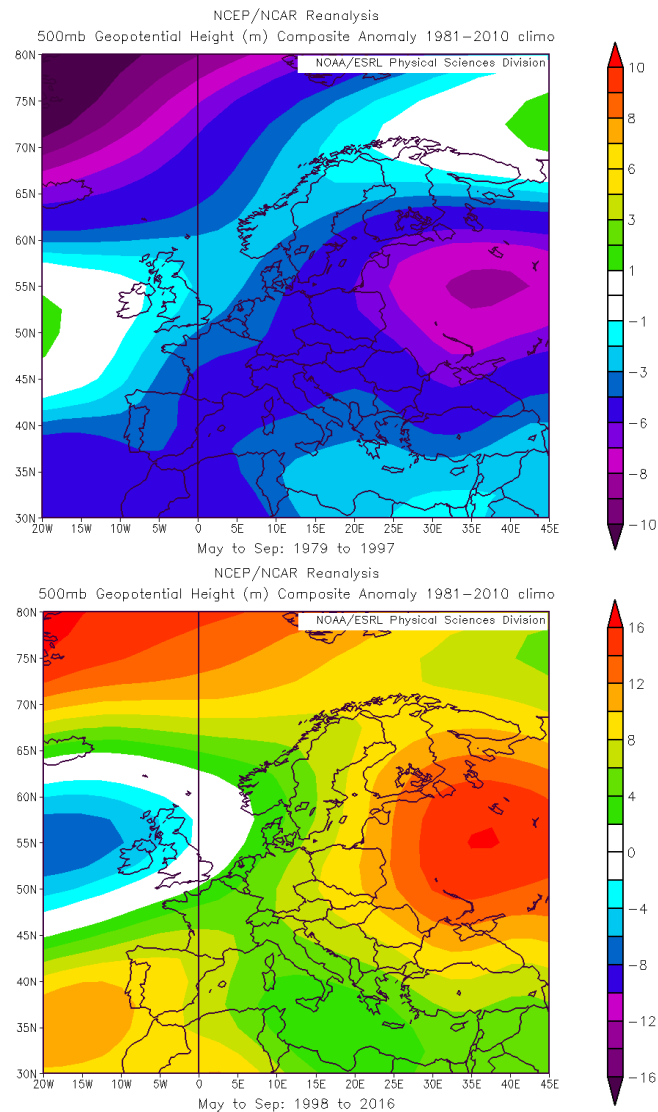 NCEP/NCAR Reanalysis
500mb Geopotential Height (m) Composite Anomaly 1981-2010 climo
NOAA/ESRL Physical Sciences Division
80N
75N
70N
65N
60N
55N
50N
45N
40N
35N
30N
20W 15W 10W 5W 0 5E 10E 15E 20E 25E 30E 35E 40E 45E
May to Sep: 1979 to 1997
10
8
6
3
1
-1
-3
-6
-8
-10
NCEP/NCAR Reanalysis
500mb Geopotential Height (m) Composite Anomaly 1981-2010 climo
NOAA/ESRL Physical Sciences Division
80N
75N
70N
65N
60N
55N
50N
45N
40N
35N
30N
20W 15W 10W 5W 0 5E 10E 15E 20E 25E 30E 35E 40E 45E
May to Sep: 1998 to 2016
16
12
8
4
2
0
-2
-4
-8
-12
-16